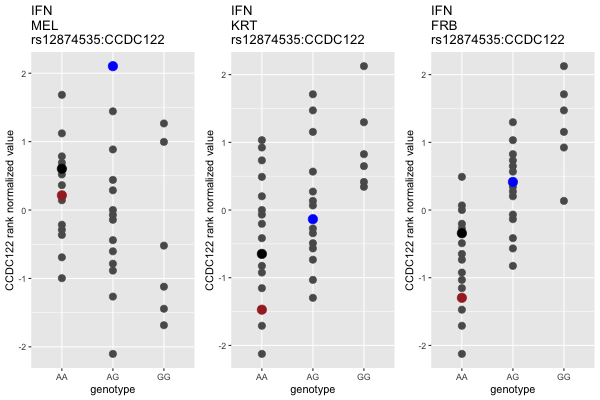 IFN
MEL
rs12874535:CCDC122
CCDC122 rank normalized value
2
1
0
-1
-2
AA AG GG
genotype
IFN
KRT
rs12874535:CCDC122
CCDC122 rank normalized value
2
1
0
-1
-2
AA AG GG
genotype
IFN
FRB
rs12874535:CCDC122
CCDC122 rank normalized value
2
1
0
-1
-2
AA AG GG
genotype